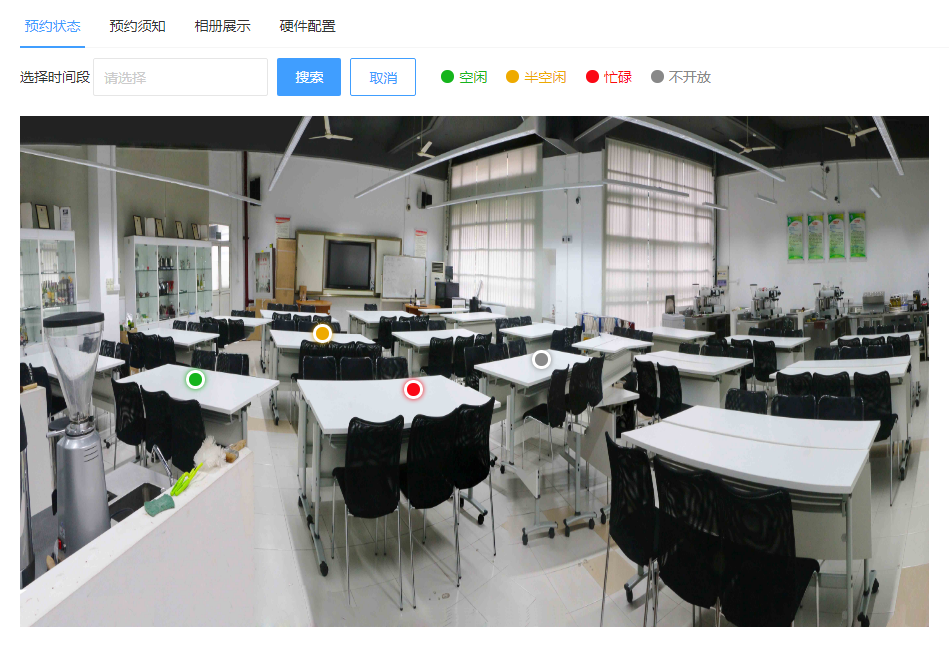 预约状态 预约须知 相册展示 硬件配置
选择时间段 请选择 搜索 取消 空闲 半空闲 忙碌 不开放